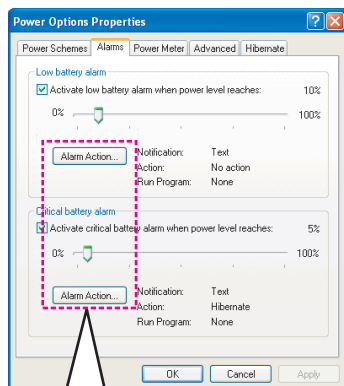 Power Options Properties
Power Schemes Alarms Power Meter Advanced Hibernate
Low battery alarm
Activate low battery alarm when power level reaches: 10%
0% 100%
Alarm Action... Notification: Text
Action: No action
Run Program: None
Critical battery alarm
Activate critical battery alarm when power level reaches: 5%
0% 100%
Alarm Action... Notification: Text
Action: Hibernate
Run Program: None
OK Cancel Apply